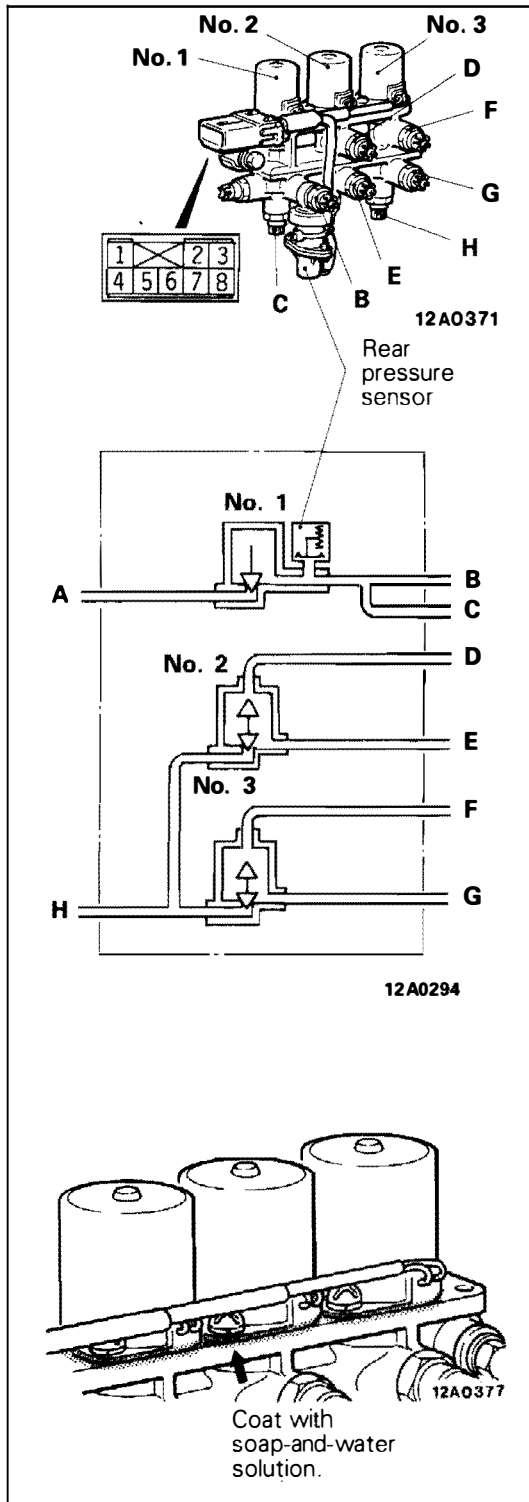 No. 1
No. 2
No. 3
D
F
G
H
E
B
C
1 2 3
4 5 6 7 8
12A0371
Rear
pressure
sensor
No. 1
A
B
C
No. 2
D
E
No. 3
F
G
H
12A0294
12A0377
Coat with
soap-and-water
solution.